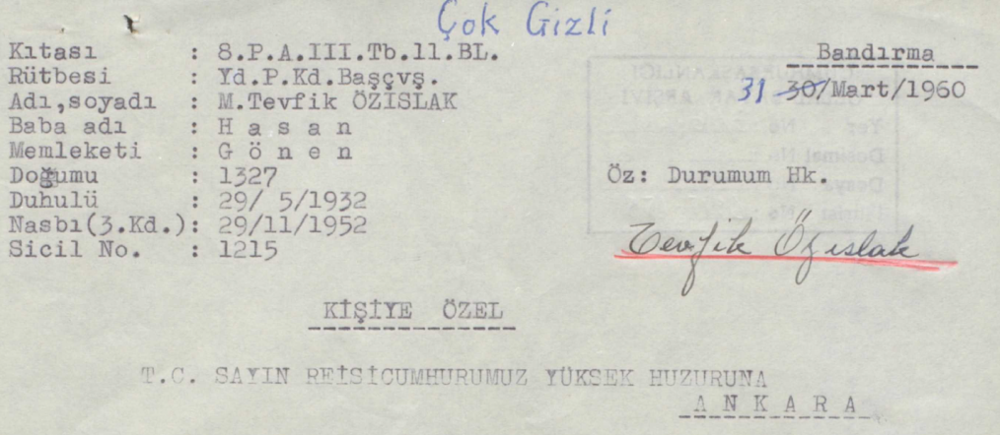 Çok Gizli
Kıtası : 8.P.A.III.Tb.11.BL.
Rütbesi : Yd.P.Kd.Başçvş.
Adı,soyadı : M.Tevfik ÖZISLAK
Baba adı : H a s a n
Memleketi : G ö n e n
Doğumu : 1327
Duhulü : 29/ 5/1932
Nasbı(3.Kd.): 29/11/1952
Sicil No. : 1215
Bandırma
31 30/Mart/1960
Öz: Durumum Hk.
Tevfik Özıslak
KİŞİYE ÖZEL
T.C. SAYIN REİSİCUMHURUMUZ YÜKSEK HUZURUNA
A N K A R A